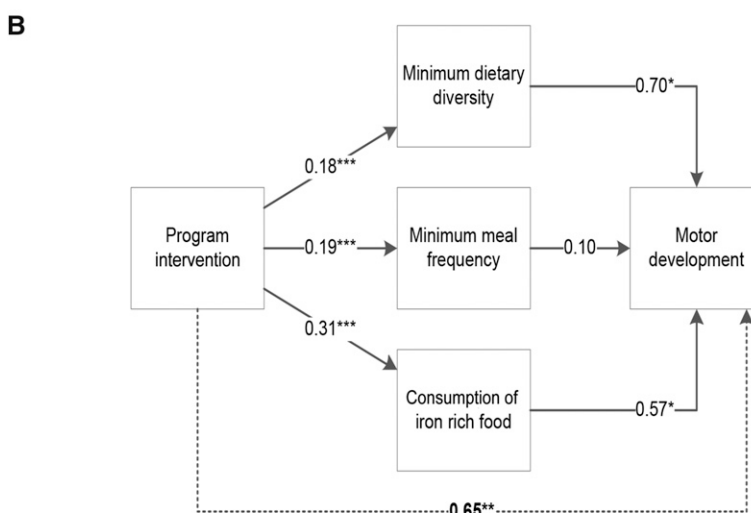 B
Minimum dietary
diversity
0.70*
0.18***
Program
intervention
0.19***
Minimum meal
frequency
0.10
Motor
development
0.31***
Consumption of
iron rich food
0.57*
0.65**